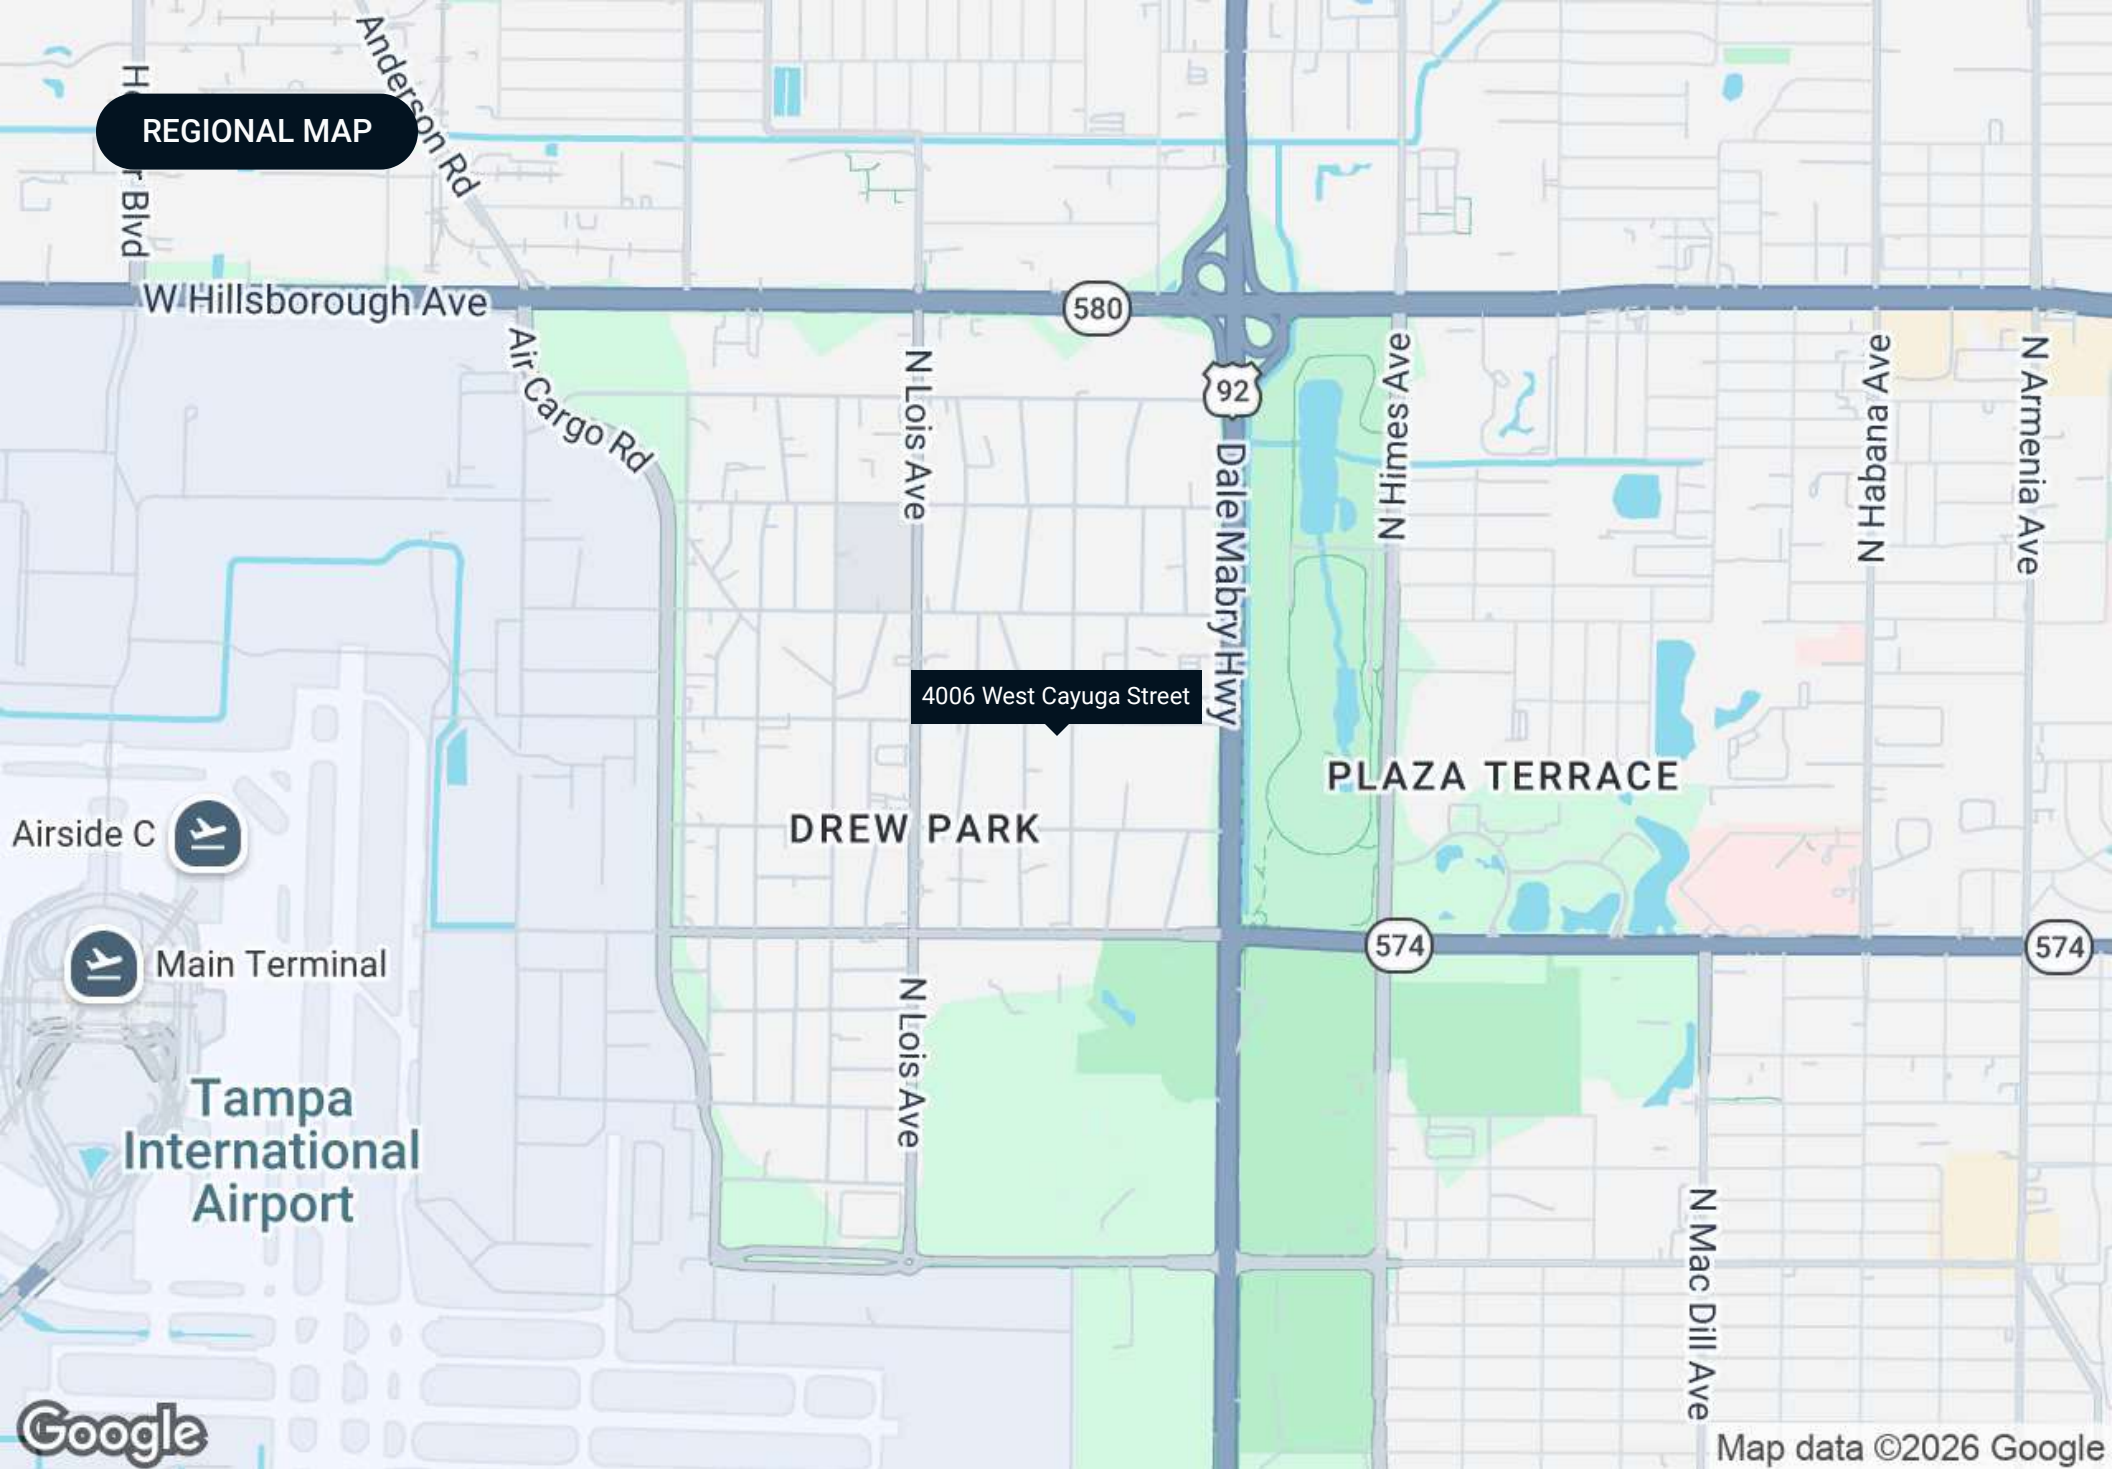 Anderson Rd
REGIONAL MAP
Blvd
W Hillsborough Ave
580
Air Cargo Rd
N Lois Ave
92
N Himes Ave
N Habana Ave
N Armenia Ave
Dale Mabry Hwy
4006 West Cayuga Street
PLAZA TERRACE
DREW PARK
Airside C
574
574
Main Terminal
N Lois Ave
Tampa
International
Airport
N Mac Dill Ave
Google
Map data ©2026 Google